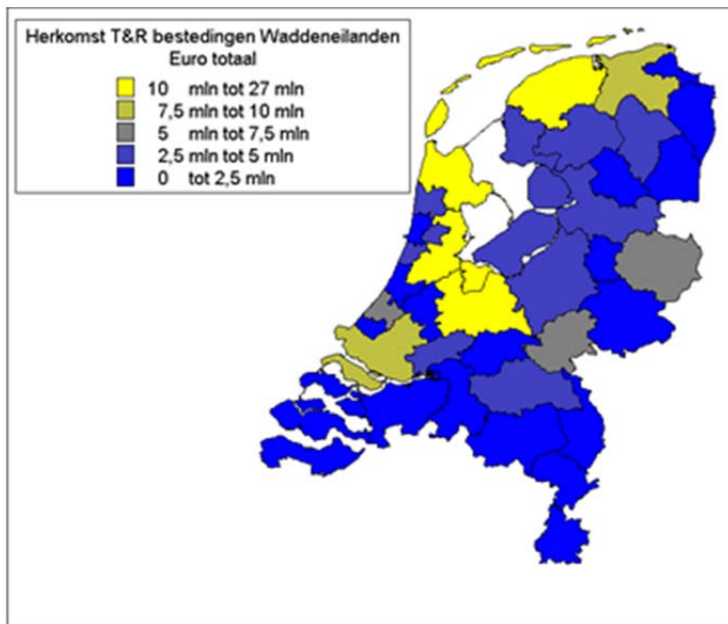 Herkomst T&R bestedingen Waddeneilanden
Euro totaal
10 mln tot 27 mln
7,5 mln tot 10 mln
5 mln tot 7,5 mln
2,5 mln tot 5 mln
0 tot 2,5 mln